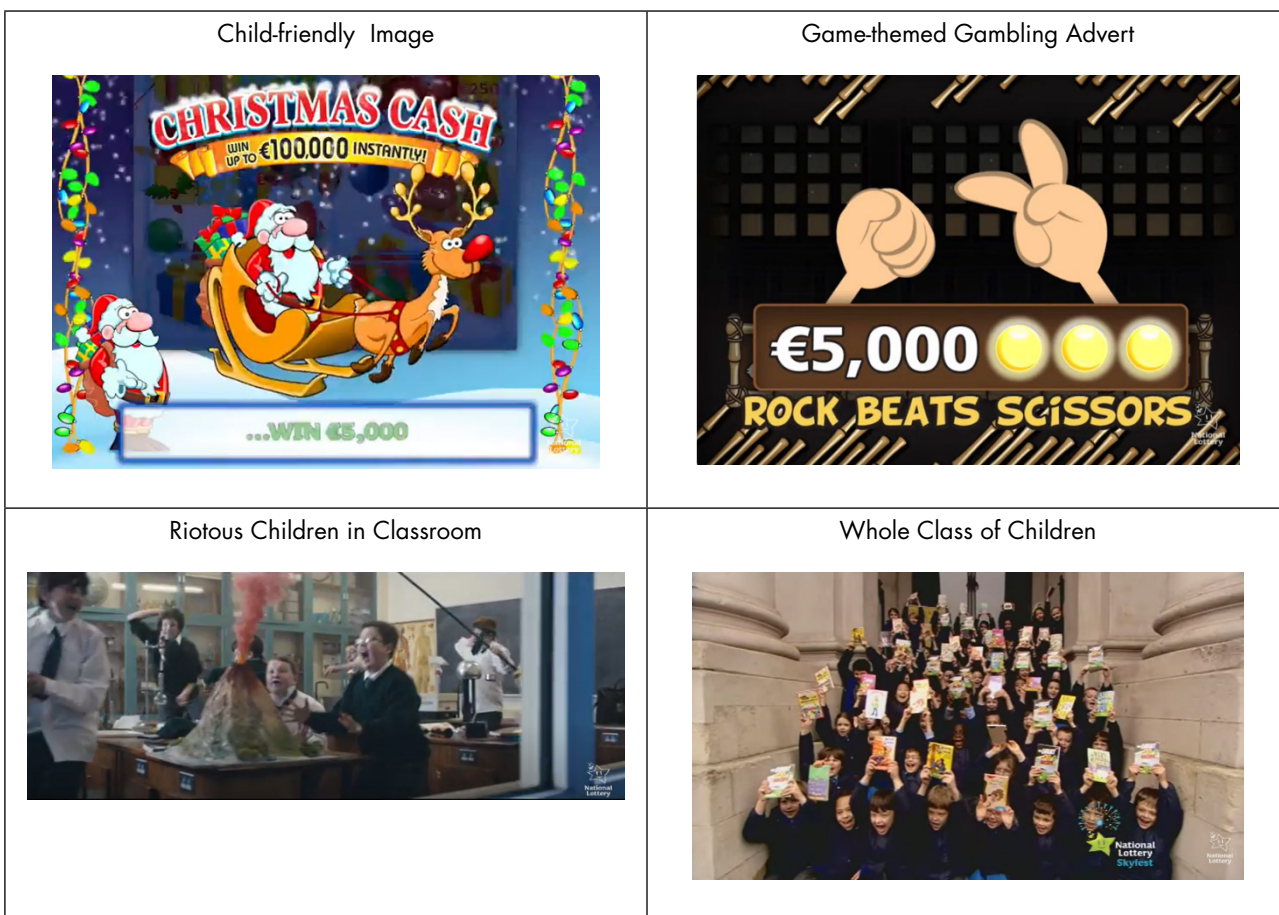 Child-friendly Image
Game-themed Gambling Advert
CHRISTMAS CASH
WIN UP TO €100,000 INSTANTLY!
...WIN €5,000
Lottery
€5,000
ROCK BEATS SCiSSORS
National
Lottery
Riotous Children in Classroom
Whole Class of Children
National
Lottery
National
Lottery
Skyfest
National
Lottery